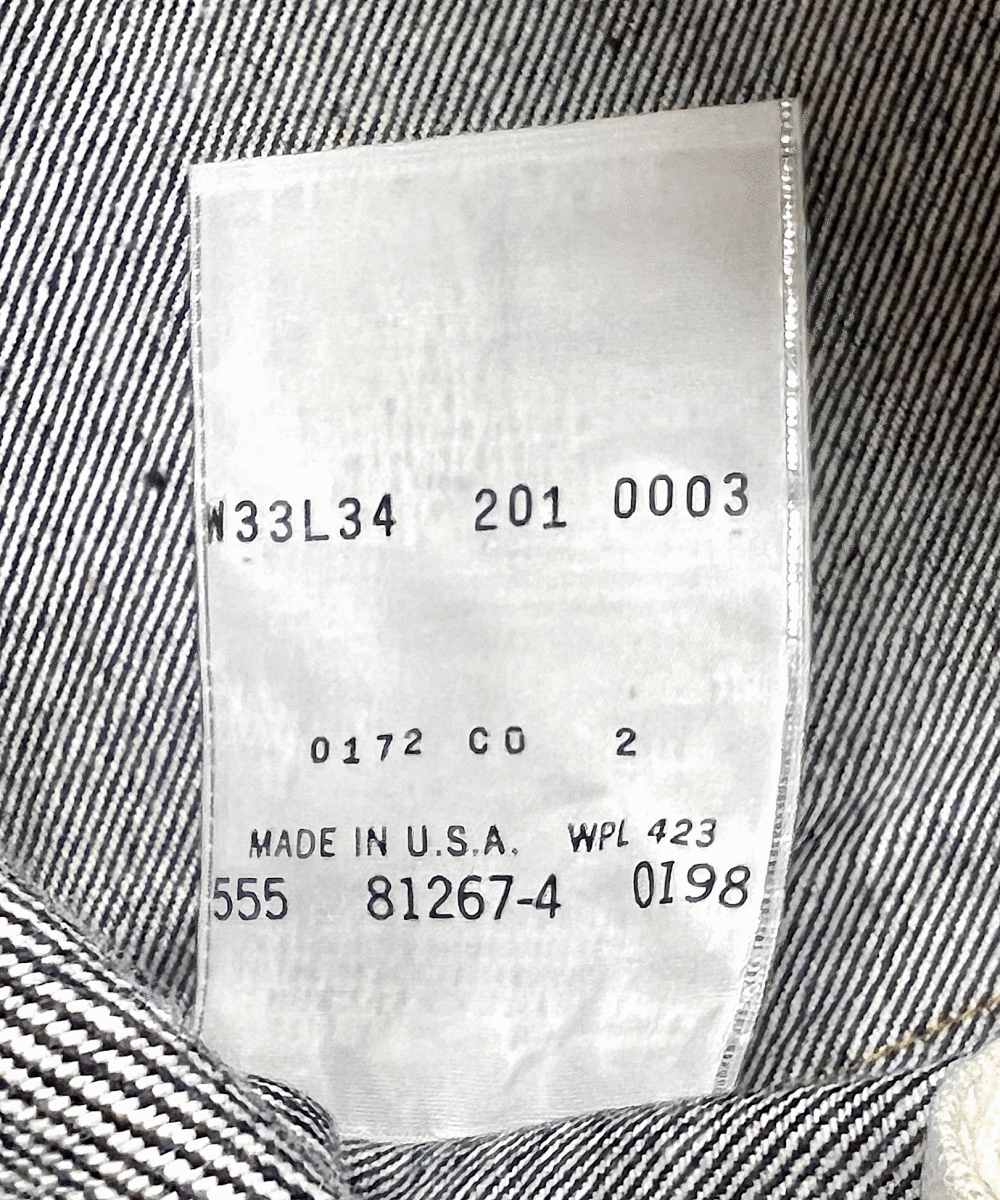 W33L34 201 0003
0172 CO 2
MADE IN U.S.A. WPL 423
555 81267-4 0198